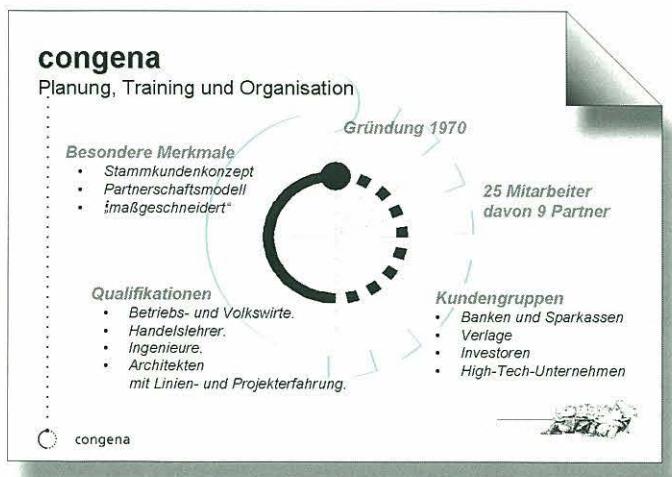 congena
Planung, Training und Organisation
Gründung 1970
Besondere Merkmale
• Stammkundenkonzept
• Partnerschaftsmodell
• „maßgeschneidert“
25 Mitarbeiter
davon 9 Partner
Qualifikationen
• Betriebs- und Volkswirte.
• Handelslehrer.
• Ingenieure.
• Architekten
mit Linien- und Projekterfahrung.
Kundengruppen
• Banken und Sparkassen
• Verlage
• Investoren
• High-Tech-Unternehmen
congena